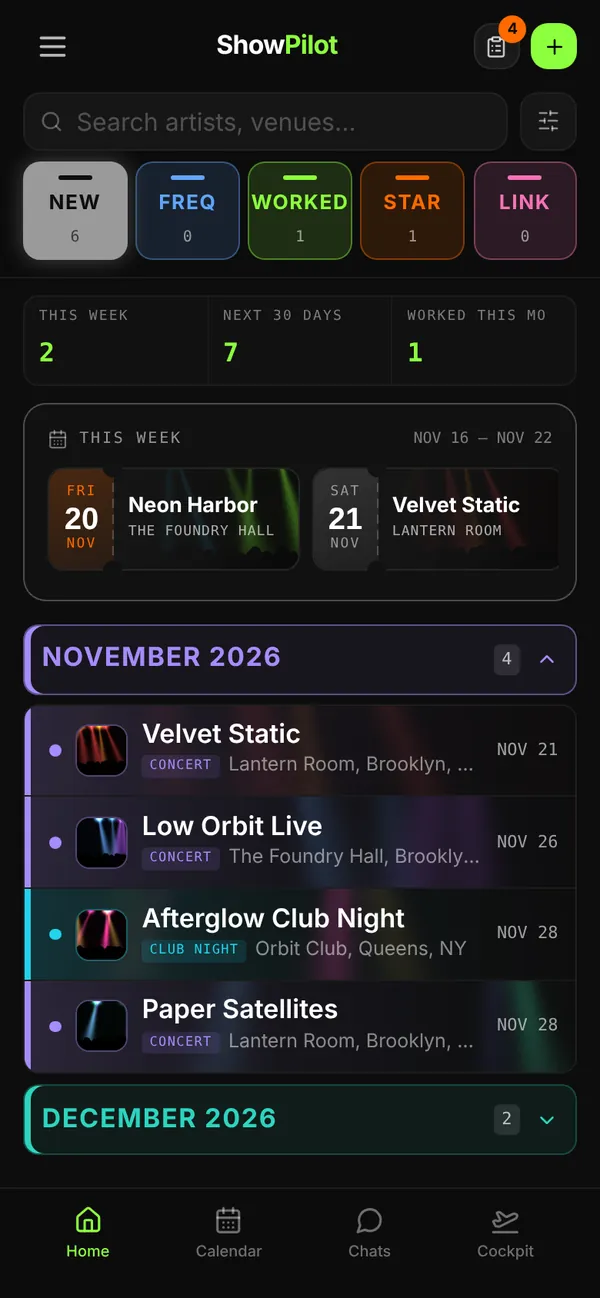 ShowPilot
4
+
Search artists, venues...
NEW FREQ WORKED STAR LINK
6 0 1 1 0
THIS WEEK NEXT 30 DAYS WORKED THIS MO
2 7 1
THIS WEEK NOV 16 – NOV 22
FRI
20
NOV
Neon Harbor
THE FOUNDRY HALL
SAT
21
NOV
Velvet Static
LANTERN ROOM
NOVEMBER 2026 4
Velvet Static
CONCERT Lantern Room, Brooklyn, ...
NOV 21
Low Orbit Live
CONCERT The Foundry Hall, Brookly...
NOV 26
Afterglow Club Night
CLUB NIGHT Orbit Club, Queens, NY
NOV 28
Paper Satellites
CONCERT Lantern Room, Brooklyn, ...
NOV 28
DECEMBER 2026 2
Home Calendar Chats Cockpit